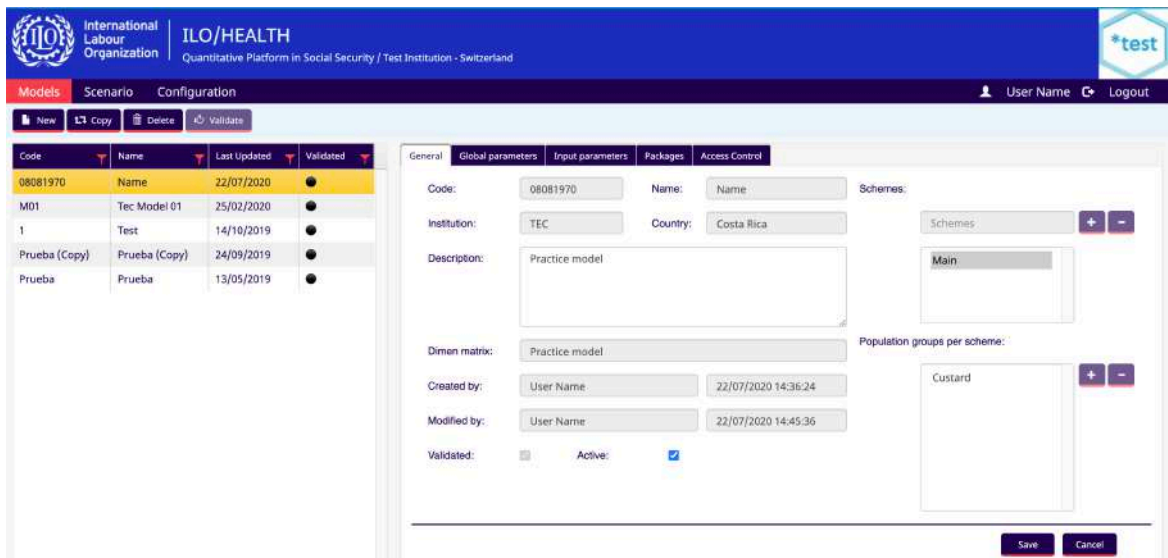 International
Labour
Organization
ILO/HEALTH
Quantitative Platform in Social Security / Test Institution - Switzerland
*test
Models Scenario Configuration User Name Logout
New Copy Delete Validate
Code Name Last Updated Validated
08081970 Name 22/07/2020
M01 Tec Model 01 25/02/2020
1 Test 14/10/2019
Prueba (Copy) Prueba (Copy) 24/09/2019
Prueba Prueba 13/05/2019
General Global parameters Input parameters Packages Access Control
Code: 08081970 Name: Name Schemes:
Institution: TEC Country: Costa Rica Schemes + -
Description: Practice model Main
Dimen matrix: Practice model Population groups per scheme:
Created by: User Name 22/07/2020 14:36:24 Custard + -
Modified by: User Name 22/07/2020 14:45:36
Validated: Active:
Save Cancel